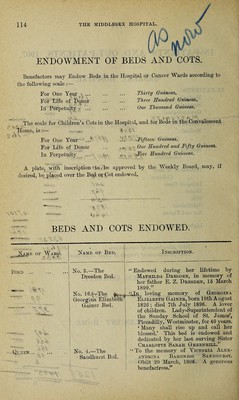 114 THE MIDDLESEX HOSPITAL.
as now
ENDOWMENT OF BEDS AND COTS.
Benefactors may Endow Beds in the Hospital or Cancer Wards according to
the following scale :—
For One Year ... ... ... Thirty Guineas.
For Life of Donor ... ... Three Hundred Guineas.
In Perpetuity ... ... ... One Thousand Guineas.
The scale for Children's Cots in the Hospital, and for Beds in the Convalescent
Home, is :—
For One Year ... ... Fifteen Guineas.
For Life of Donor ... One Hundred and Fifty Guineas.
In Perpetuity ... ... Five Hundred Guineas.
A plate, with inscription to be approved by the Weekly Board, may, if
desired, be placed over the Bed or Cot endowed.
BEDS AND COTS ENDOWED.
Name of Ward. Name of Bed. Inscription.
Bird ... ... No. 3.—The
Dresden Bed.
"Endowed during her lifetime by
Mathilda Dresden, in memory of
her father E. Z. Dresden, 15 March
1899."
No. 16.—The
Georgina Elizabeth
Gaines Bed.
"In loving memory of Georgina
Elizabeth Gaines, born 19th August
1826; died 7th July 1896. A lover
of children. Lady-Superintendent of
the Sunday School of St. James',
Piccadilly, Westminster, for 46 years.
'Many shall rise up and call her
blessed.' This bed is endowed and
dedicated by her last surviving Sister
Charlotte Sarah Greenfell."
Queen ... ... No. 4.—The
Sandhurst Bed.
"To the memory of Victoria Alexandrina
Baroness Sandhurst.
Obiit 20 March, 1906. A generous
benefactress."